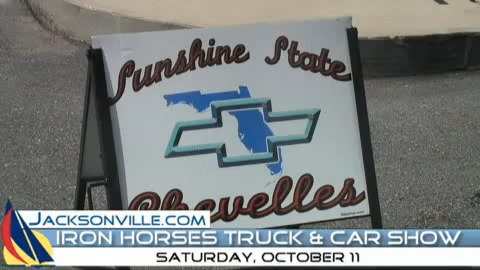 Sunshine State
Chevelles
JACKSONVILLE.COM
IRON HORSES TRUCK & CAR SHOW
SATURDAY, OCTOBER 11